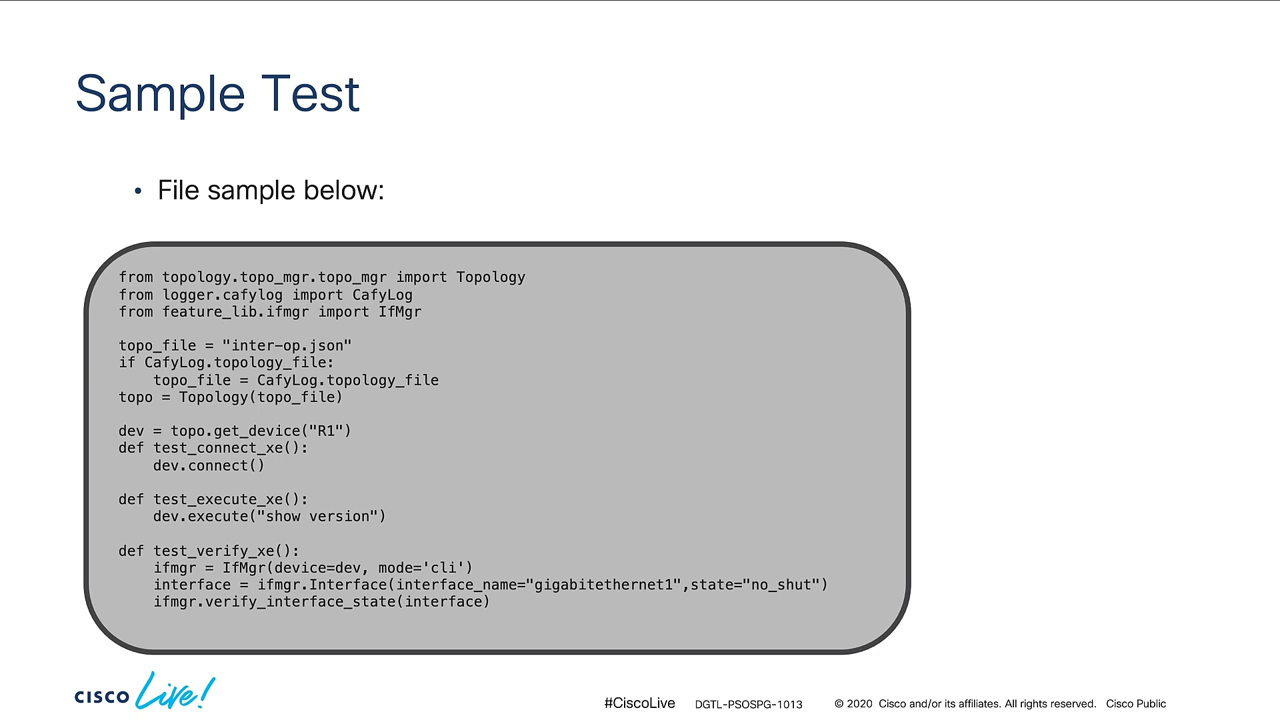 Sample Test
• File sample below:
from topology.topo_mgr.topo_mgr import Topology
from logger.cafylog import CafyLog
from feature_lib.ifmgr import IfMgr
topo_file = "inter-op.json"
if CafyLog.topology_file:
    topo_file = CafyLog.topology_file
topo = Topology(topo_file)
dev = topo.get_device("R1")
def test_connect_xe():
    dev.connect()
def test_execute_xe():
    dev.execute("show version")
def test_verify_xe():
    ifmgr = IfMgr(device=dev, mode='cli')
    interface = ifmgr.Interface(interface_name="gigabitethernet1",state="no_shut")
    ifmgr.verify_interface_state(interface)
CISCO Live!
#CiscoLive DGTL-PSOSPG-1013 © 2020 Cisco and/or its affiliates. All rights reserved. Cisco Public